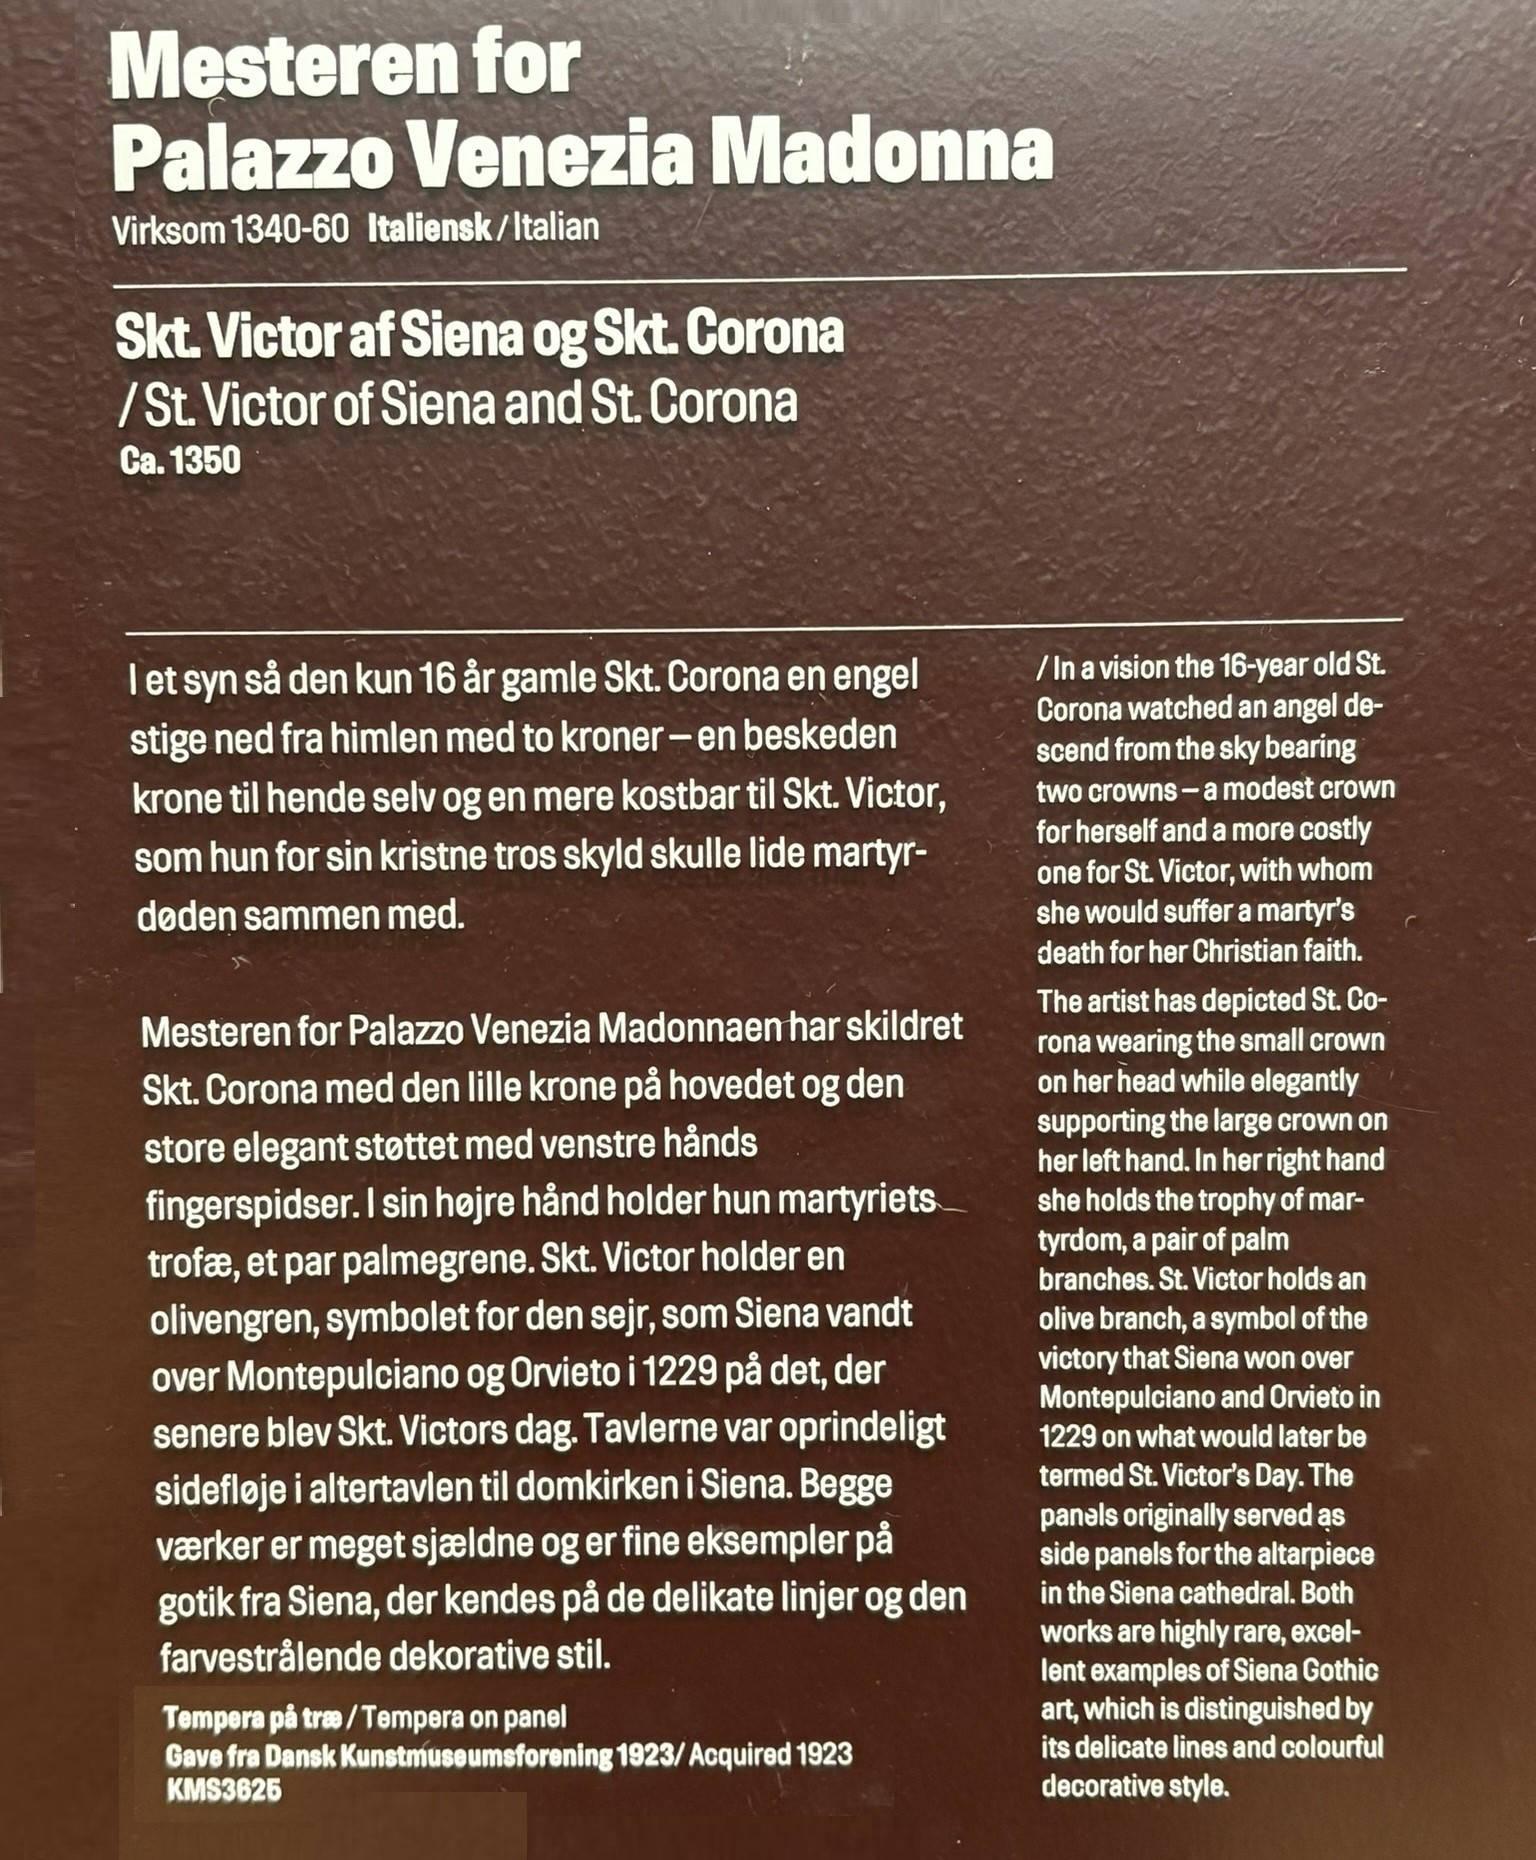 Mesteren for
Palazzo Venezia Madonna
Virksom 1340-60 Italiensk / Italian
Skt. Victor af Siena og Skt. Corona
/ St. Victor of Siena and St. Corona
Ca. 1350
I et syn så den kun 16 år gamle Skt. Corona en engel
stige ned fra himlen med to kroner – en beskeden
krone til hende selv og en mere kostbar til Skt. Victor,
som hun for sin kristne tros skyld skulle lide martyr-
døden sammen med.
Mesteren for Palazzo Venezia Madonnaen har skildret
Skt. Corona med den lille krone på hovedet og den
store elegant støttet med venstre hånds
fingerspidser. I sin højre hånd holder hun martyriets
trofæ, et par palmegrene. Skt. Victor holder en
olivengren, symbolet for den sejr, som Siena vandt
over Montepulciano og Orvieto i 1229 på det, der
senere blev Skt. Victors dag. Tavlerne var oprindeligt
sidefløje i altertavlen til domkirken i Siena. Begge
værker er meget sjældne og er fine eksempler på
gotik fra Siena, der kendes på de delikate linjer og den
farvestrålende dekorative stil.
Tempera på træ / Tempera on panel
Gave fra Dansk Kunstmuseumsforening 1923/ Acquired 1923
KMS3625
/ In a vision the 16-year old St.
Corona watched an angel de-
scend from the sky bearing
two crowns – a modest crown
for herself and a more costly
one for St. Victor, with whom
she would suffer a martyr's
death for her Christian faith.
The artist has depicted St. Co-
rona wearing the small crown
on her head while elegantly
supporting the large crown on
her left hand. In her right hand
she holds the trophy of mar-
tyrdom, a pair of palm
branches. St. Victor holds an
olive branch, a symbol of the
victory that Siena won over
Montepulciano and Orvieto in
1229 on what would later be
termed St. Victor's Day. The
panels originally served as
side panels for the altarpiece
in the Siena cathedral. Both
works are highly rare, excel-
lent examples of Siena Gothic
art, which is distinguished by
its delicate lines and colourful
decorative style.